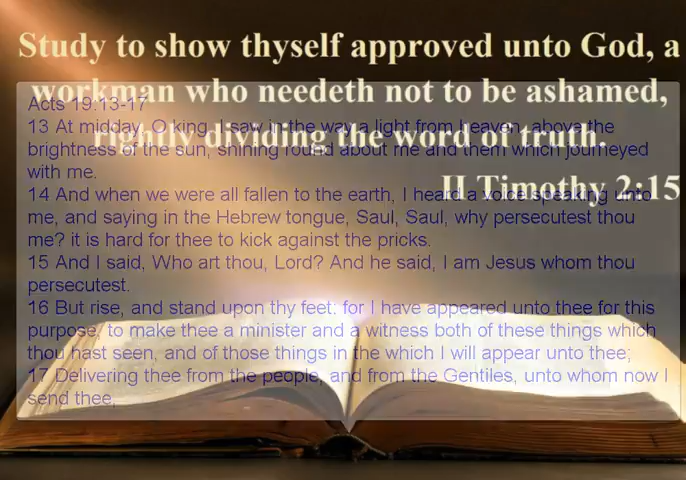 Study to show thyself approved unto God, a
workman who needeth not to be ashamed,
rightly dividing the word of truth.
II Timothy 2:15
Acts 19:13-17
13 At midday, O king, I saw in the way a light from heaven, above the
brightness of the sun, shining round about me and them which journeyed
with me.
14 And when we were all fallen to the earth, I heard a voice speaking unto
me, and saying in the Hebrew tongue, Saul, Saul, why persecutest thou
me? it is hard for thee to kick against the pricks.
15 And I said, Who art thou, Lord? And he said, I am Jesus whom thou
persecutest.
16 But rise, and stand upon thy feet: for I have appeared unto thee for this
purpose, to make thee a minister and a witness both of these things which
thou hast seen, and of those things in the which I will appear unto thee;
17 Delivering thee from the people, and from the Gentiles, unto whom now I
send thee,